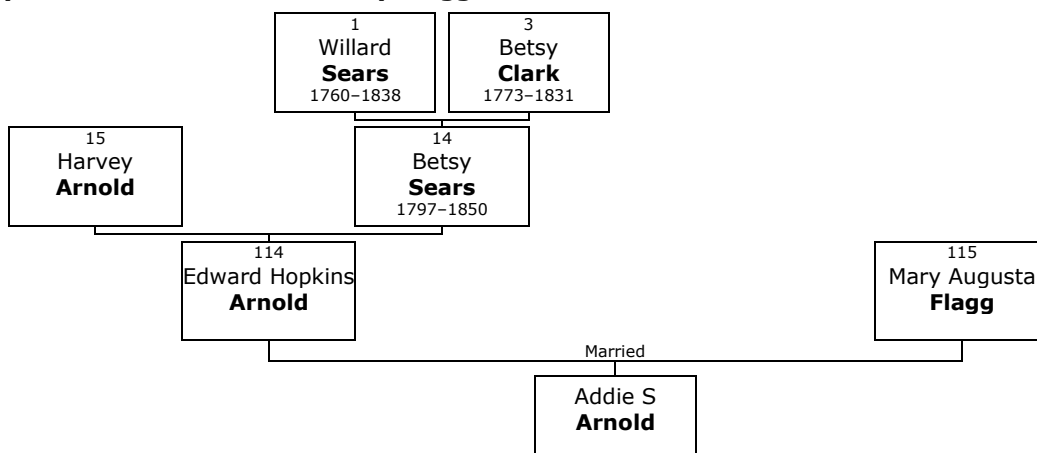 1
Willard
Sears
1760–1838
3
Betsy
Clark
1773–1831
15
Harvey
Arnold
14
Betsy
Sears
1797–1850
114
Edward Hopkins
Arnold
115
Mary Augusta
Flagg
Married
Addie S
Arnold